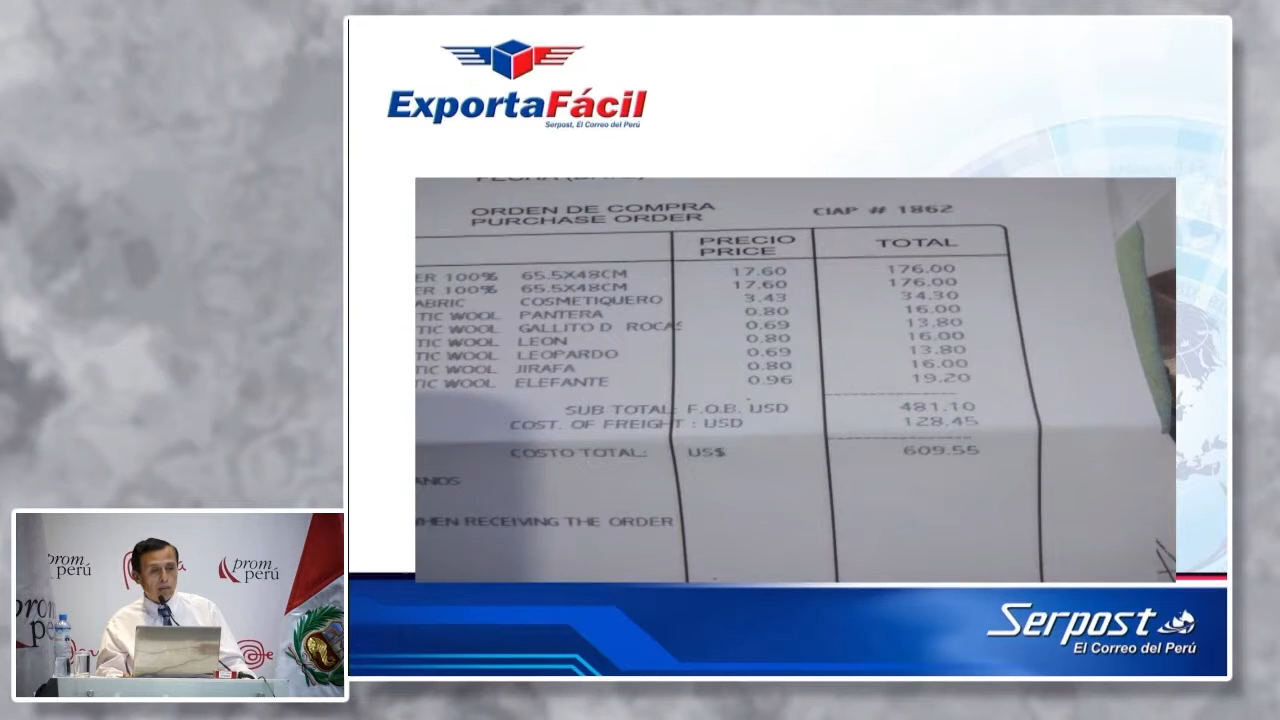 ExportaFácil
Serpost, El Correo del Perú
ORDEN DE COMPRA
PURCHASE ORDER
CIAP # 1862
PRECIO
PRICE
TOTAL
ER 100% 65.5X48CM 17.60 176.00
ER 100% 65.5X48CM 17.60 176.00
ABRIC COSMETIQUERO 3.43 34.30
TIC WOOL PANTERA 0.80 16.00
TIC WOOL GALLITO D ROCAS 0.69 13.80
TIC WOOL LEON 0.80 16.00
TIC WOOL LEOPARDO 0.69 13.80
TIC WOOL JIRAFA 0.80 16.00
TIC WOOL ELEFANTE 0.96 19.20
SUB TOTAL: F.O.B. USD 481.10
COST. OF FREIGHT : USD 128.45
COSTO TOTAL: US$ 609.55
ANOS
WHEN RECEIVING THE ORDER
Serpost
El Correo del Perú
prom
perú
prom
perú